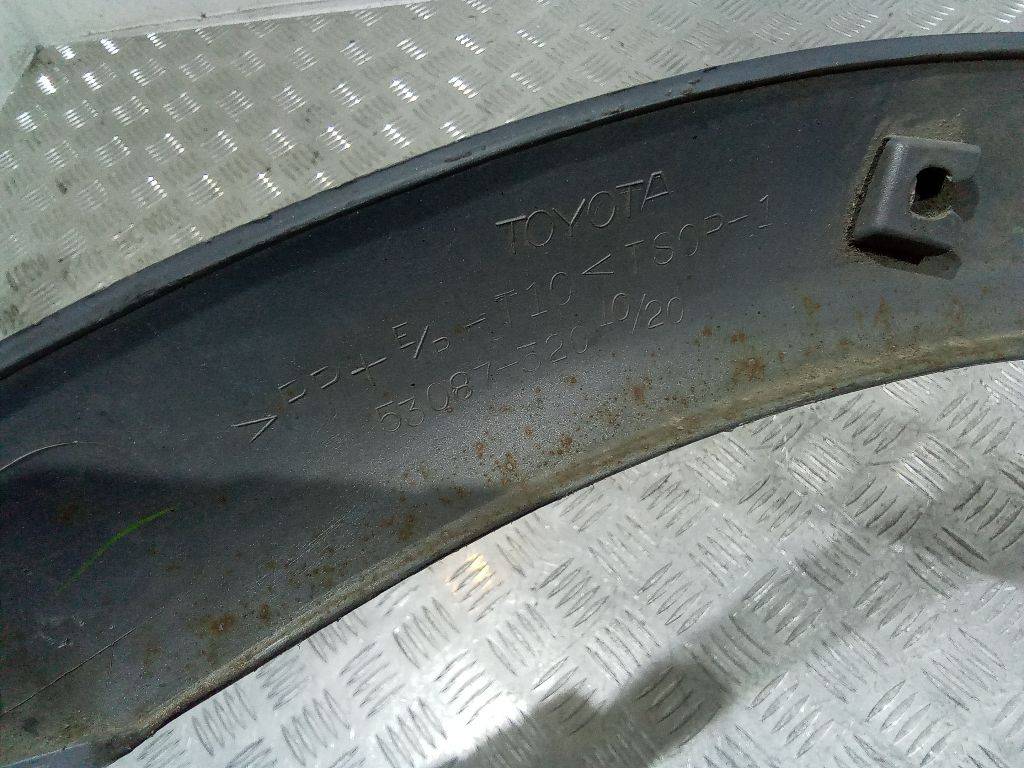 TOYOTA
>PP+E/P-T10< TSOP-1
53087-32010/20